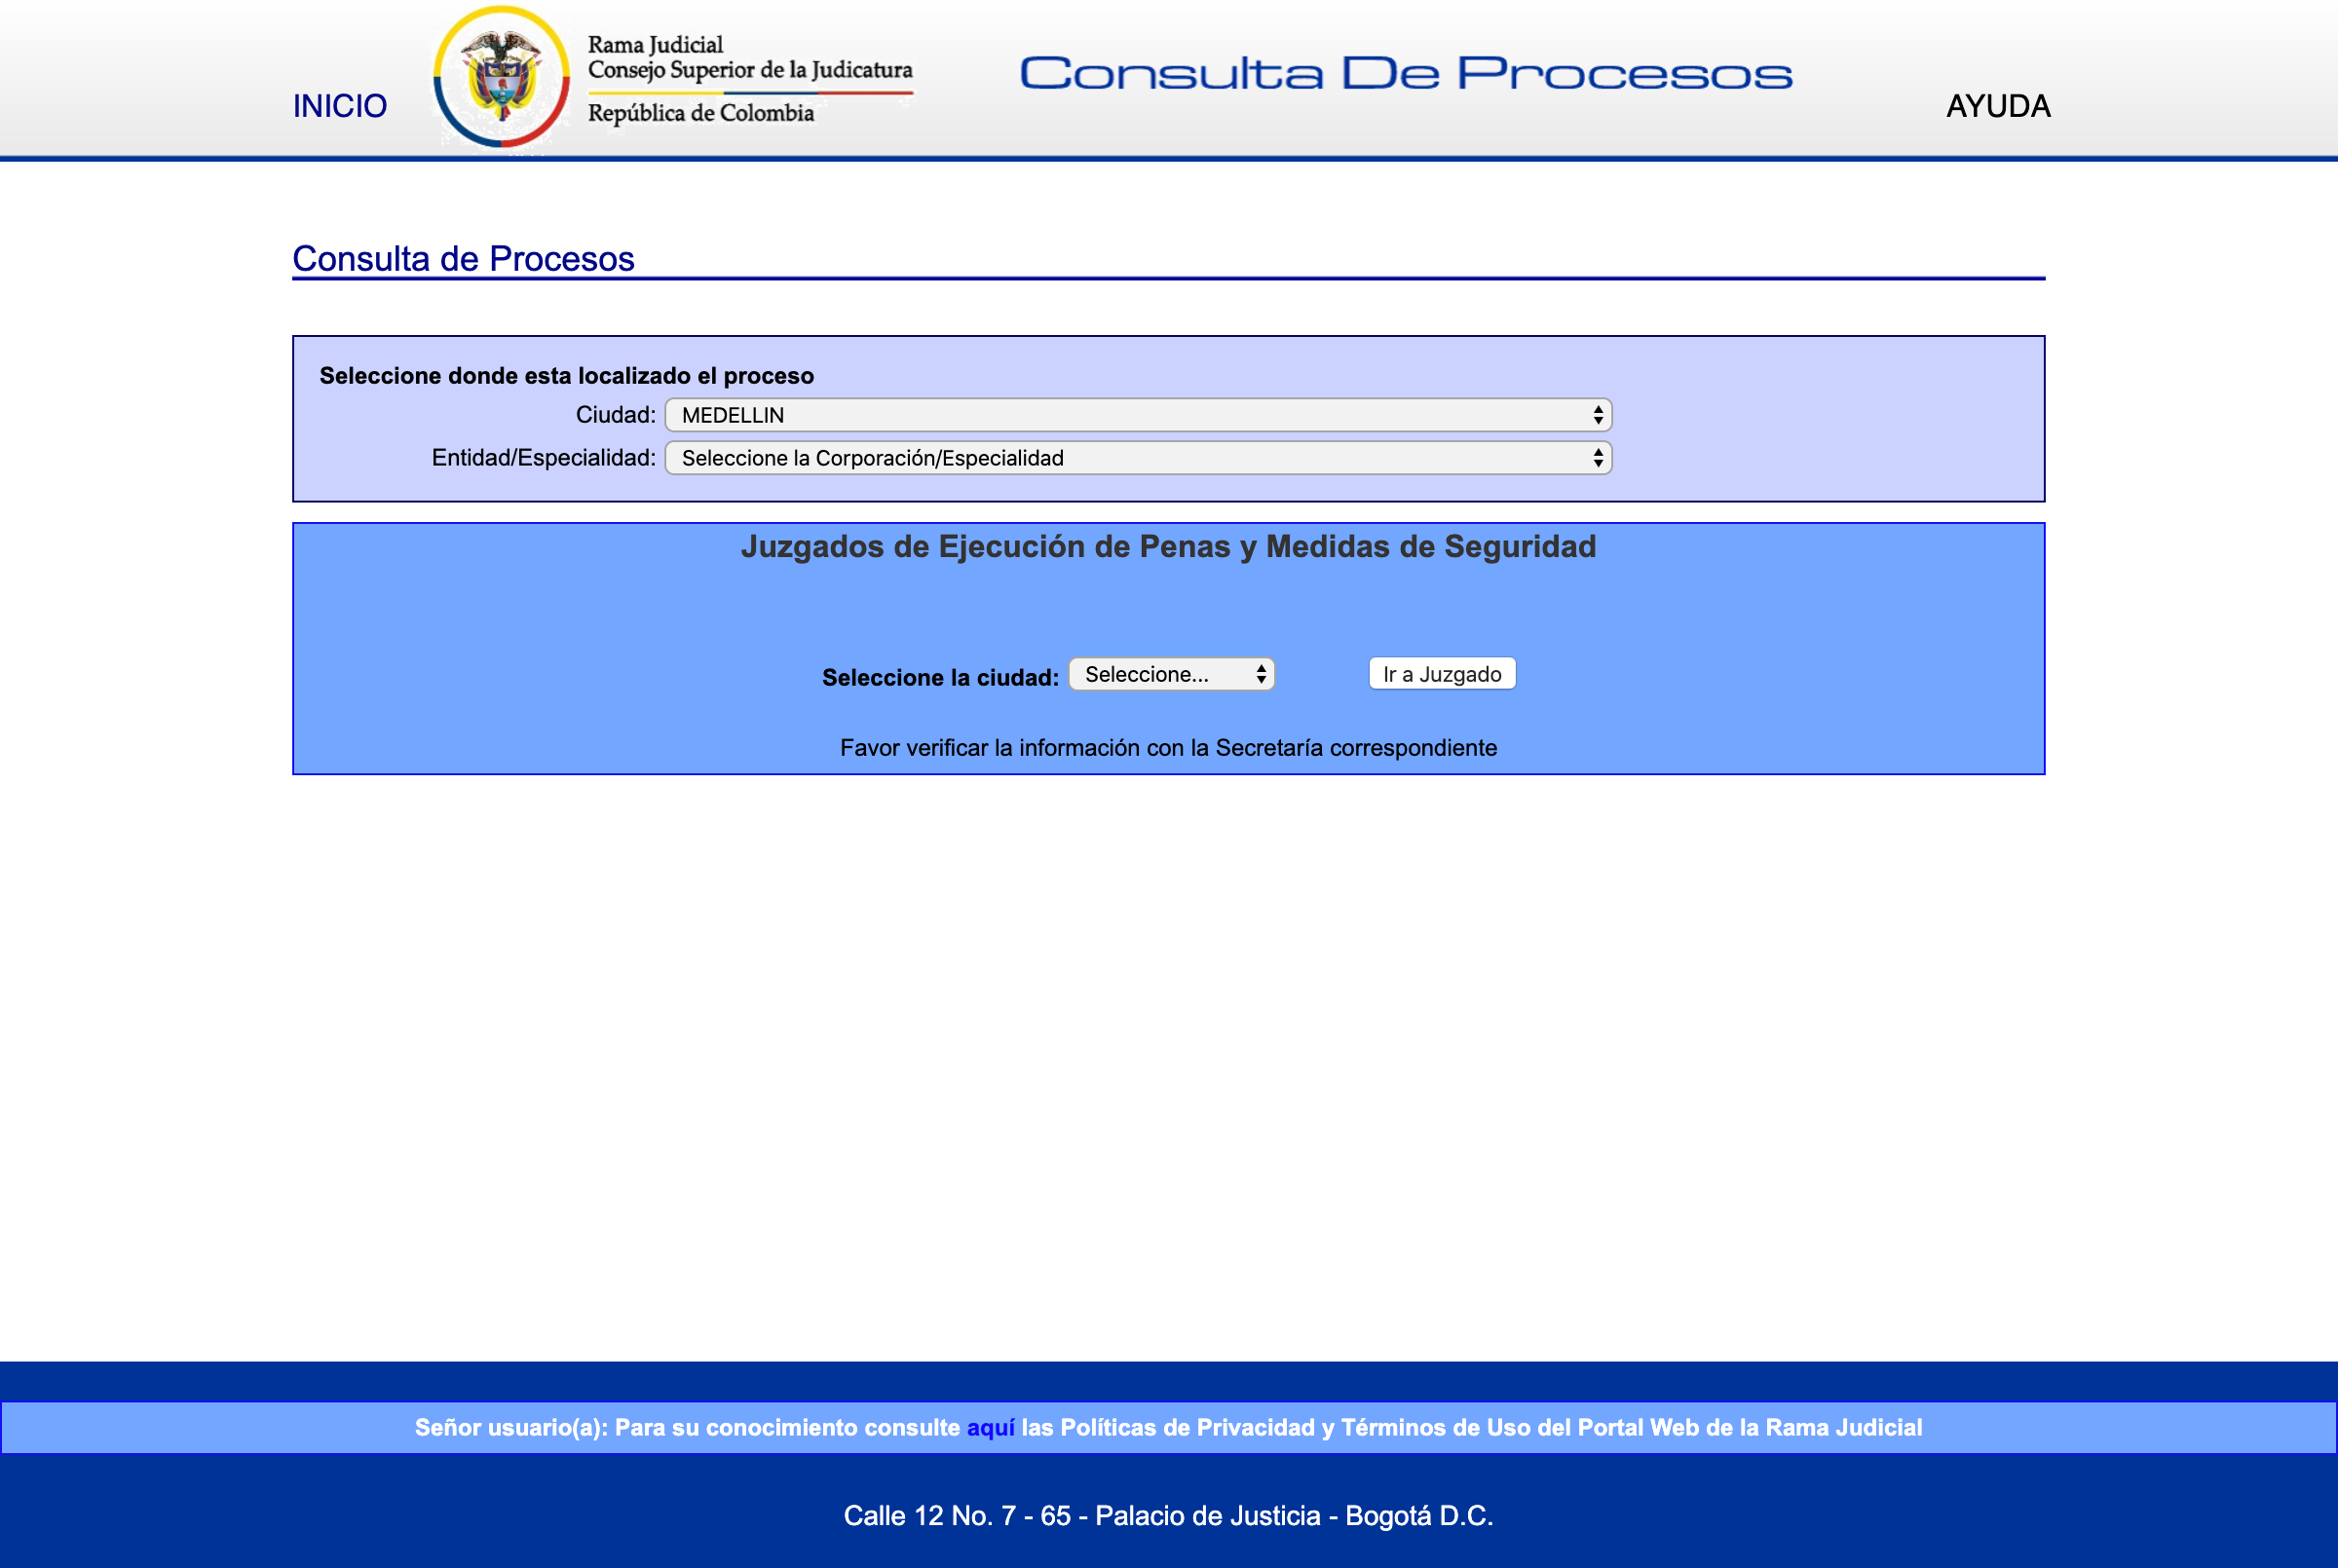 INICIO
Rama Judicial
Consejo Superior de la Judicatura
República de Colombia
Consulta De Procesos
AYUDA
Consulta de Procesos
Seleccione donde esta localizado el proceso
Ciudad: MEDELLIN
Entidad/Especialidad: Seleccione la Corporación/Especialidad
Juzgados de Ejecución de Penas y Medidas de Seguridad
Seleccione la ciudad: Seleccione... Ir a Juzgado
Favor verificar la información con la Secretaría correspondiente
Señor usuario(a): Para su conocimiento consulte aquí las Políticas de Privacidad y Términos de Uso del Portal Web de la Rama Judicial
Calle 12 No. 7 - 65 - Palacio de Justicia - Bogotá D.C.